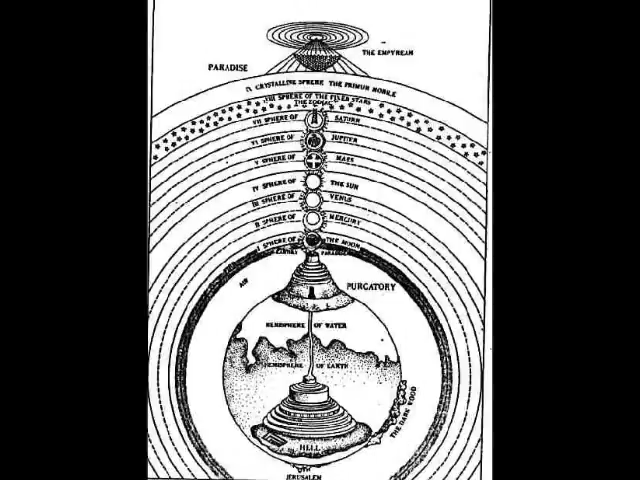 THE EMPYREAN
PARADISE
IX CRYSTALLINE SPHERE THE PRIMUM MOBILE
VIII SPHERE OF THE FIXED STARS
THE ZODIAC
VII SPHERE OF SATURN
VI SPHERE OF JUPITER
V SPHERE OF MARS
IV SPHERE OF THE SUN
III SPHERE OF VENUS
II SPHERE OF MERCURY
I SPHERE OF THE MOON
EARTHLY PARADISE
AIR
PURGATORY
HEMISPHERE OF WATER
HEMISPHERE OF EARTH
THE DARK WOOD
HELL
JERUSALEM